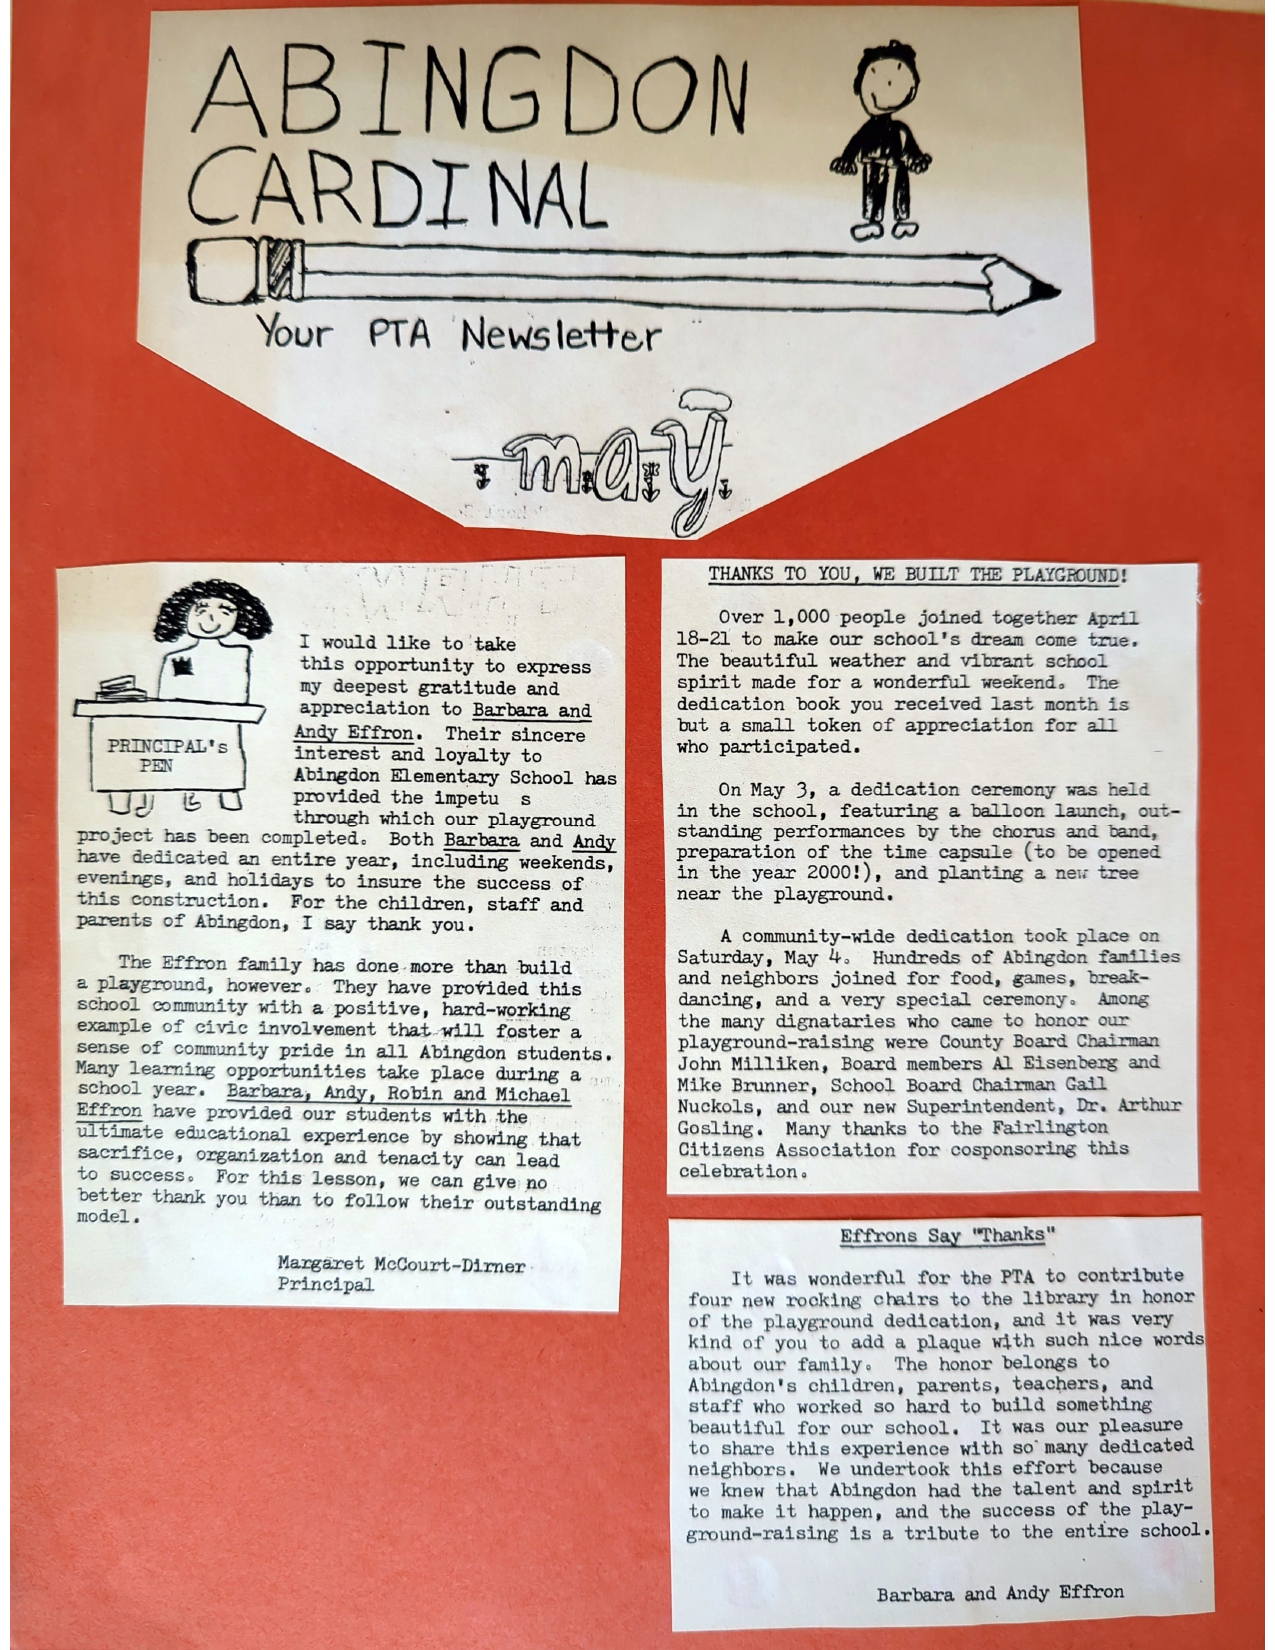 ABINGDON
CARDINAL
Your PTA Newsletter
may
PRINCIPAL's
PEN
I would like to take
this opportunity to express
my deepest gratitude and
appreciation to Barbara and
Andy Effron. Their sincere
interest and loyalty to
Abingdon Elementary School has
provided the impetu s
through which our playground
project has been completed. Both Barbara and Andy
have dedicated an entire year, including weekends,
evenings, and holidays to insure the success of
this construction. For the children, staff and
parents of Abingdon, I say thank you.
The Effron family has done more than build
a playground, however. They have provided this
school community with a positive, hard-working
example of civic involvement that will foster a
sense of community pride in all Abingdon students.
Many learning opportunities take place during a
school year. Barbara, Andy, Robin and Michael
Effron have provided our students with the
ultimate educational experience by showing that
sacrifice, organization and tenacity can lead
to success. For this lesson, we can give no
better thank you than to follow their outstanding
model.
Margaret McCourt-Dirner
Principal
THANKS TO YOU, WE BUILT THE PLAYGROUND!
Over 1,000 people joined together April
18-21 to make our school's dream come true.
The beautiful weather and vibrant school
spirit made for a wonderful weekend. The
dedication book you received last month is
but a small token of appreciation for all
who participated.
On May 3, a dedication ceremony was held
in the school, featuring a balloon launch, out-
standing performances by the chorus and band,
preparation of the time capsule (to be opened
in the year 2000!), and planting a new tree
near the playground.
A community-wide dedication took place on
Saturday, May 4. Hundreds of Abingdon families
and neighbors joined for food, games, break-
dancing, and a very special ceremony. Among
the many dignataries who came to honor our
playground-raising were County Board Chairman
John Milliken, Board members Al Eisenberg and
Mike Brunner, School Board Chairman Gail
Nuckols, and our new Superintendent, Dr. Arthur
Gosling. Many thanks to the Fairlington
Citizens Association for cosponsoring this
celebration.
Effrons Say "Thanks"
It was wonderful for the PTA to contribute
four new rocking chairs to the library in honor
of the playground dedication, and it was very
kind of you to add a plaque with such nice words
about our family. The honor belongs to
Abingdon's children, parents, teachers, and
staff who worked so hard to build something
beautiful for our school. It was our pleasure
to share this experience with so many dedicated
neighbors. We undertook this effort because
we knew that Abingdon had the talent and spirit
to make it happen, and the success of the play-
ground-raising is a tribute to the entire school.
Barbara and Andy Effron